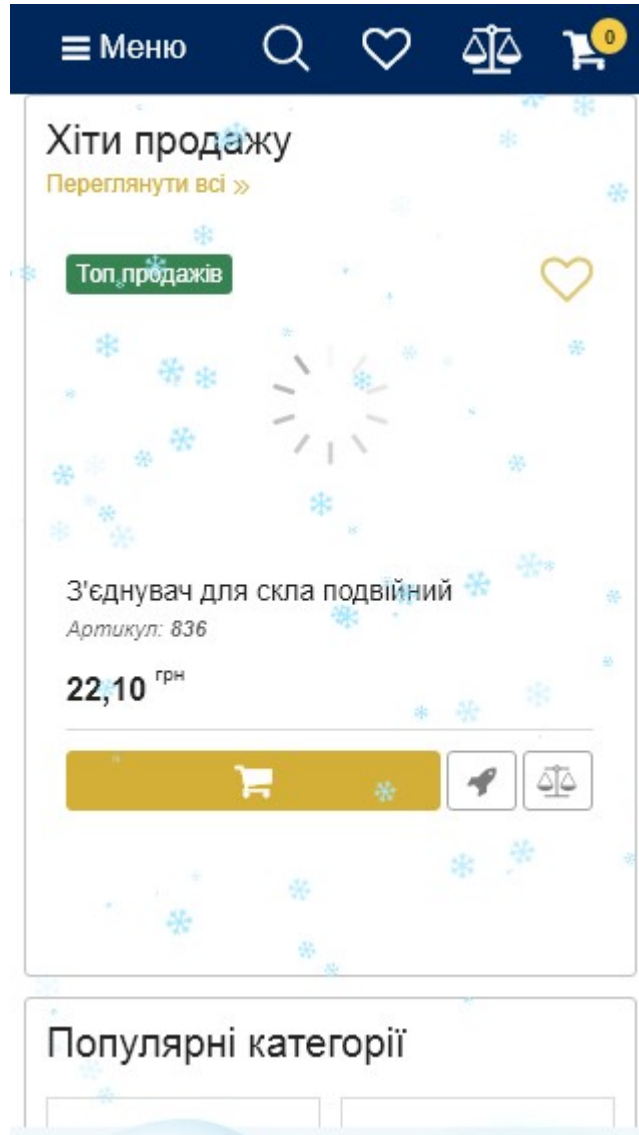 Меню
0
Хіти продажу
Переглянути всі »
Топ продажів
З'єднувач для скла подвійний
Артикул: 836
22,10 грн
Популярні категорії